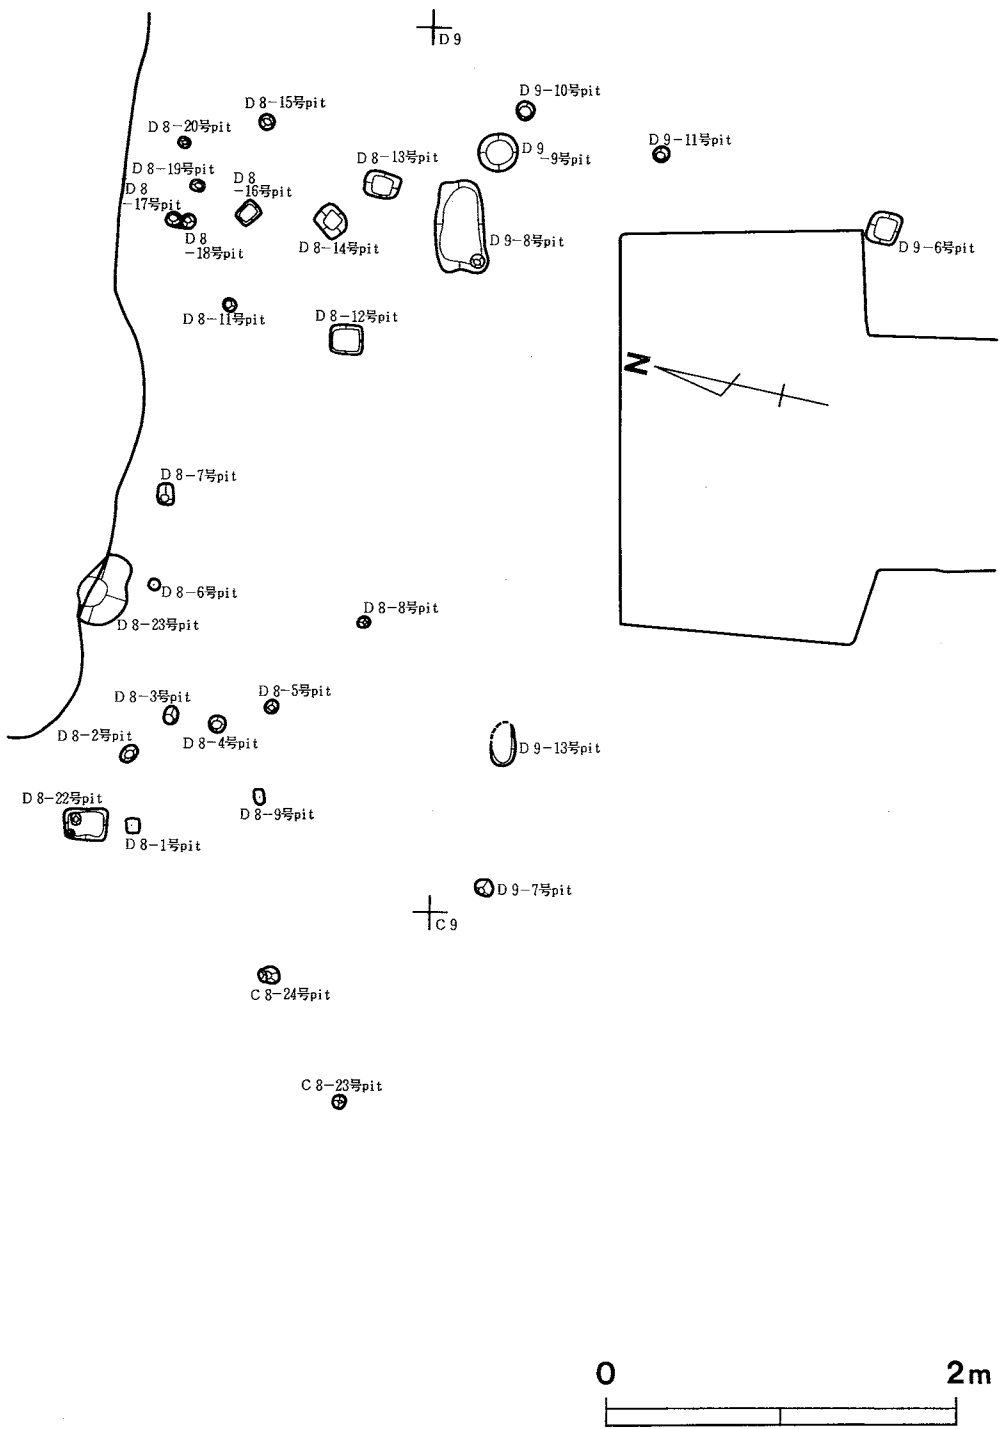 D 9
D 9-10号pit
D 8-15号pit
D 8-20号pit
D 9-11号pit
D 9
-9号pit
D 8-13号pit
D 8-19号pit
D 8
-16号pit
D 8
-17号pit
D 8
-18号pit
D 8-14号pit
D 9-8号pit
D 9-6号pit
D 8-11号pit
D 8-12号pit
N
D 8-7号pit
D 8-6号pit
D 8-8号pit
D 8-23号pit
D 8-3号pit
D 8-5号pit
D 8-2号pit
D 8-4号pit
D 9-13号pit
D 8-22号pit
D 8-9号pit
D 8-1号pit
D 9-7号pit
C 9
C 8-24号pit
C 8-23号pit
0 2m